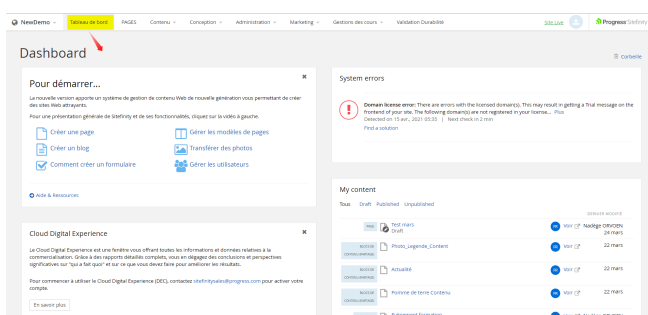 NewDemo
Tableau de bord
PAGES
Contenu
Conception
Administration
Marketing
Gestions des cours
Validation Durabilité
Site Live
Progress Sitefinity
Dashboard
Corbeille
Pour démarrer...
La nouvelle version apporte un système de gestion de contenu Web de nouvelle génération vous permettant de créer
des sites Web attrayants.
Pour une présentation générale de Sitefinity et de ses fonctionnalités, cliquez sur la vidéo à gauche.
Créer une page
Gérer les modèles de pages
Créer un blog
Transférer des photos
Comment créer un formulaire
Gérer les utilisateurs
Aide & Ressources
Cloud Digital Experience
Le Cloud Digital Experience est une fenêtre vous offrant toutes les informations et données relatives à la
commercialisation. Grâce à des rapports détaillés complets, vous en dégagez des conclusions et perspectives
significatives sur "qui a fait quoi" et sur ce que vous devez faire pour améliorer les résultats.
Pour commencer à utiliser le Cloud Digital Experience (DEC), contactez sitefinitysales@progress.com pour activer votre
compte.
En savoir plus
System errors
Domain license error: There are errors with the licensed domain(s). This may result in getting a Trial message on the
frontend of your site. The following domain(s) are not registered in your license... Plus
Detected on 15 avr., 2021 05:35 | Next check in 2 min
Find a solution
My content
Tous Draft Published Unpublished
DERNIER MODIFIÉ
PAGE
Test mars
Draft
Voir
Nadège ORVOEN
24 mars
Photo_Legende_Content
Voir
22 mars
Actualité
Voir
22 mars
Pomme de terre Contenu
Voir
22 mars